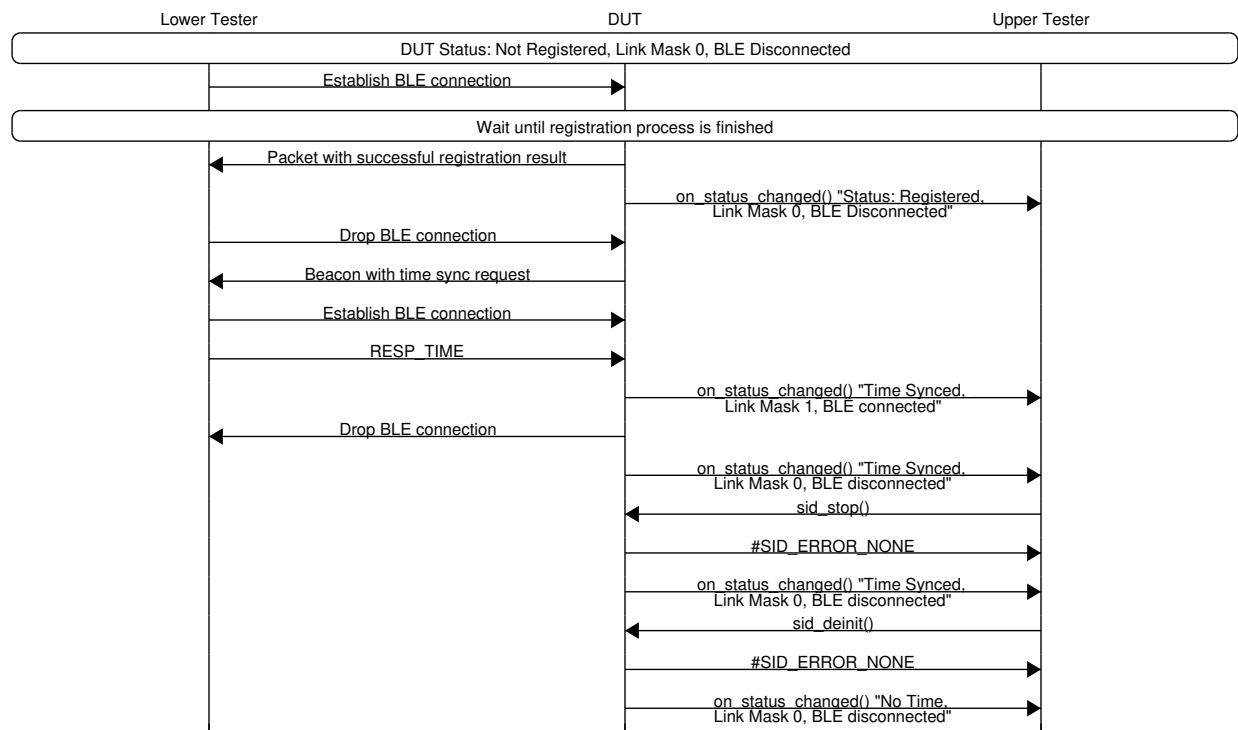 Lower Tester DUT Upper Tester
DUT Status: Not Registered, Link Mask 0, BLE Disconnected
Establish BLE connection
Wait until registration process is finished
Packet with successful registration result
on_status_changed() "Status: Registered,
Link Mask 0, BLE Disconnected"
Drop BLE connection
Beacon with time sync request
Establish BLE connection
RESP_TIME
on_status_changed() "Time Synced,
Link Mask 1, BLE connected"
Drop BLE connection
on_status_changed() "Time Synced,
Link Mask 0, BLE disconnected"
sid_stop()
#SID_ERROR_NONE
on_status_changed() "Time Synced,
Link Mask 0, BLE disconnected"
sid_deinit()
#SID_ERROR_NONE
on_status_changed() "No Time,
Link Mask 0, BLE disconnected"